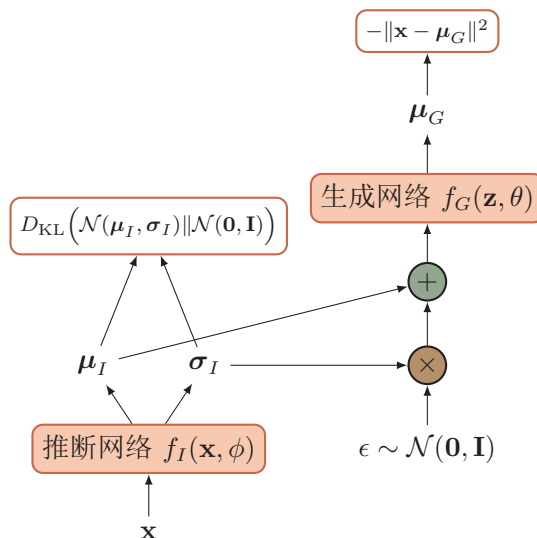 −‖x − μ_G‖²
μ_G
生成网络 f_G(z, θ)
D_KL(𝒩(μ_I, σ_I)‖𝒩(0, I))
+
μ_I
σ_I
×
推断网络 f_I(x, ϕ)
ϵ ∼ 𝒩(0, I)
x